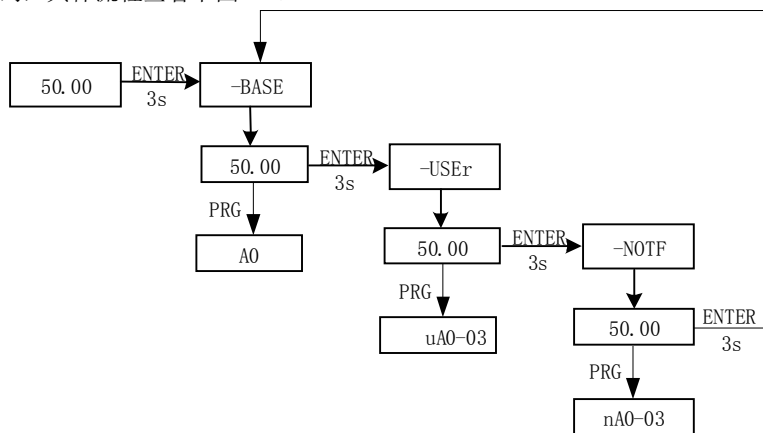 50.00
ENTER
3s
-BASE
50.00
ENTER
3s
-USEr
PRG
A0
50.00
ENTER
3s
-NOTF
PRG
uA0-03
50.00
ENTER
3s
PRG
nA0-03